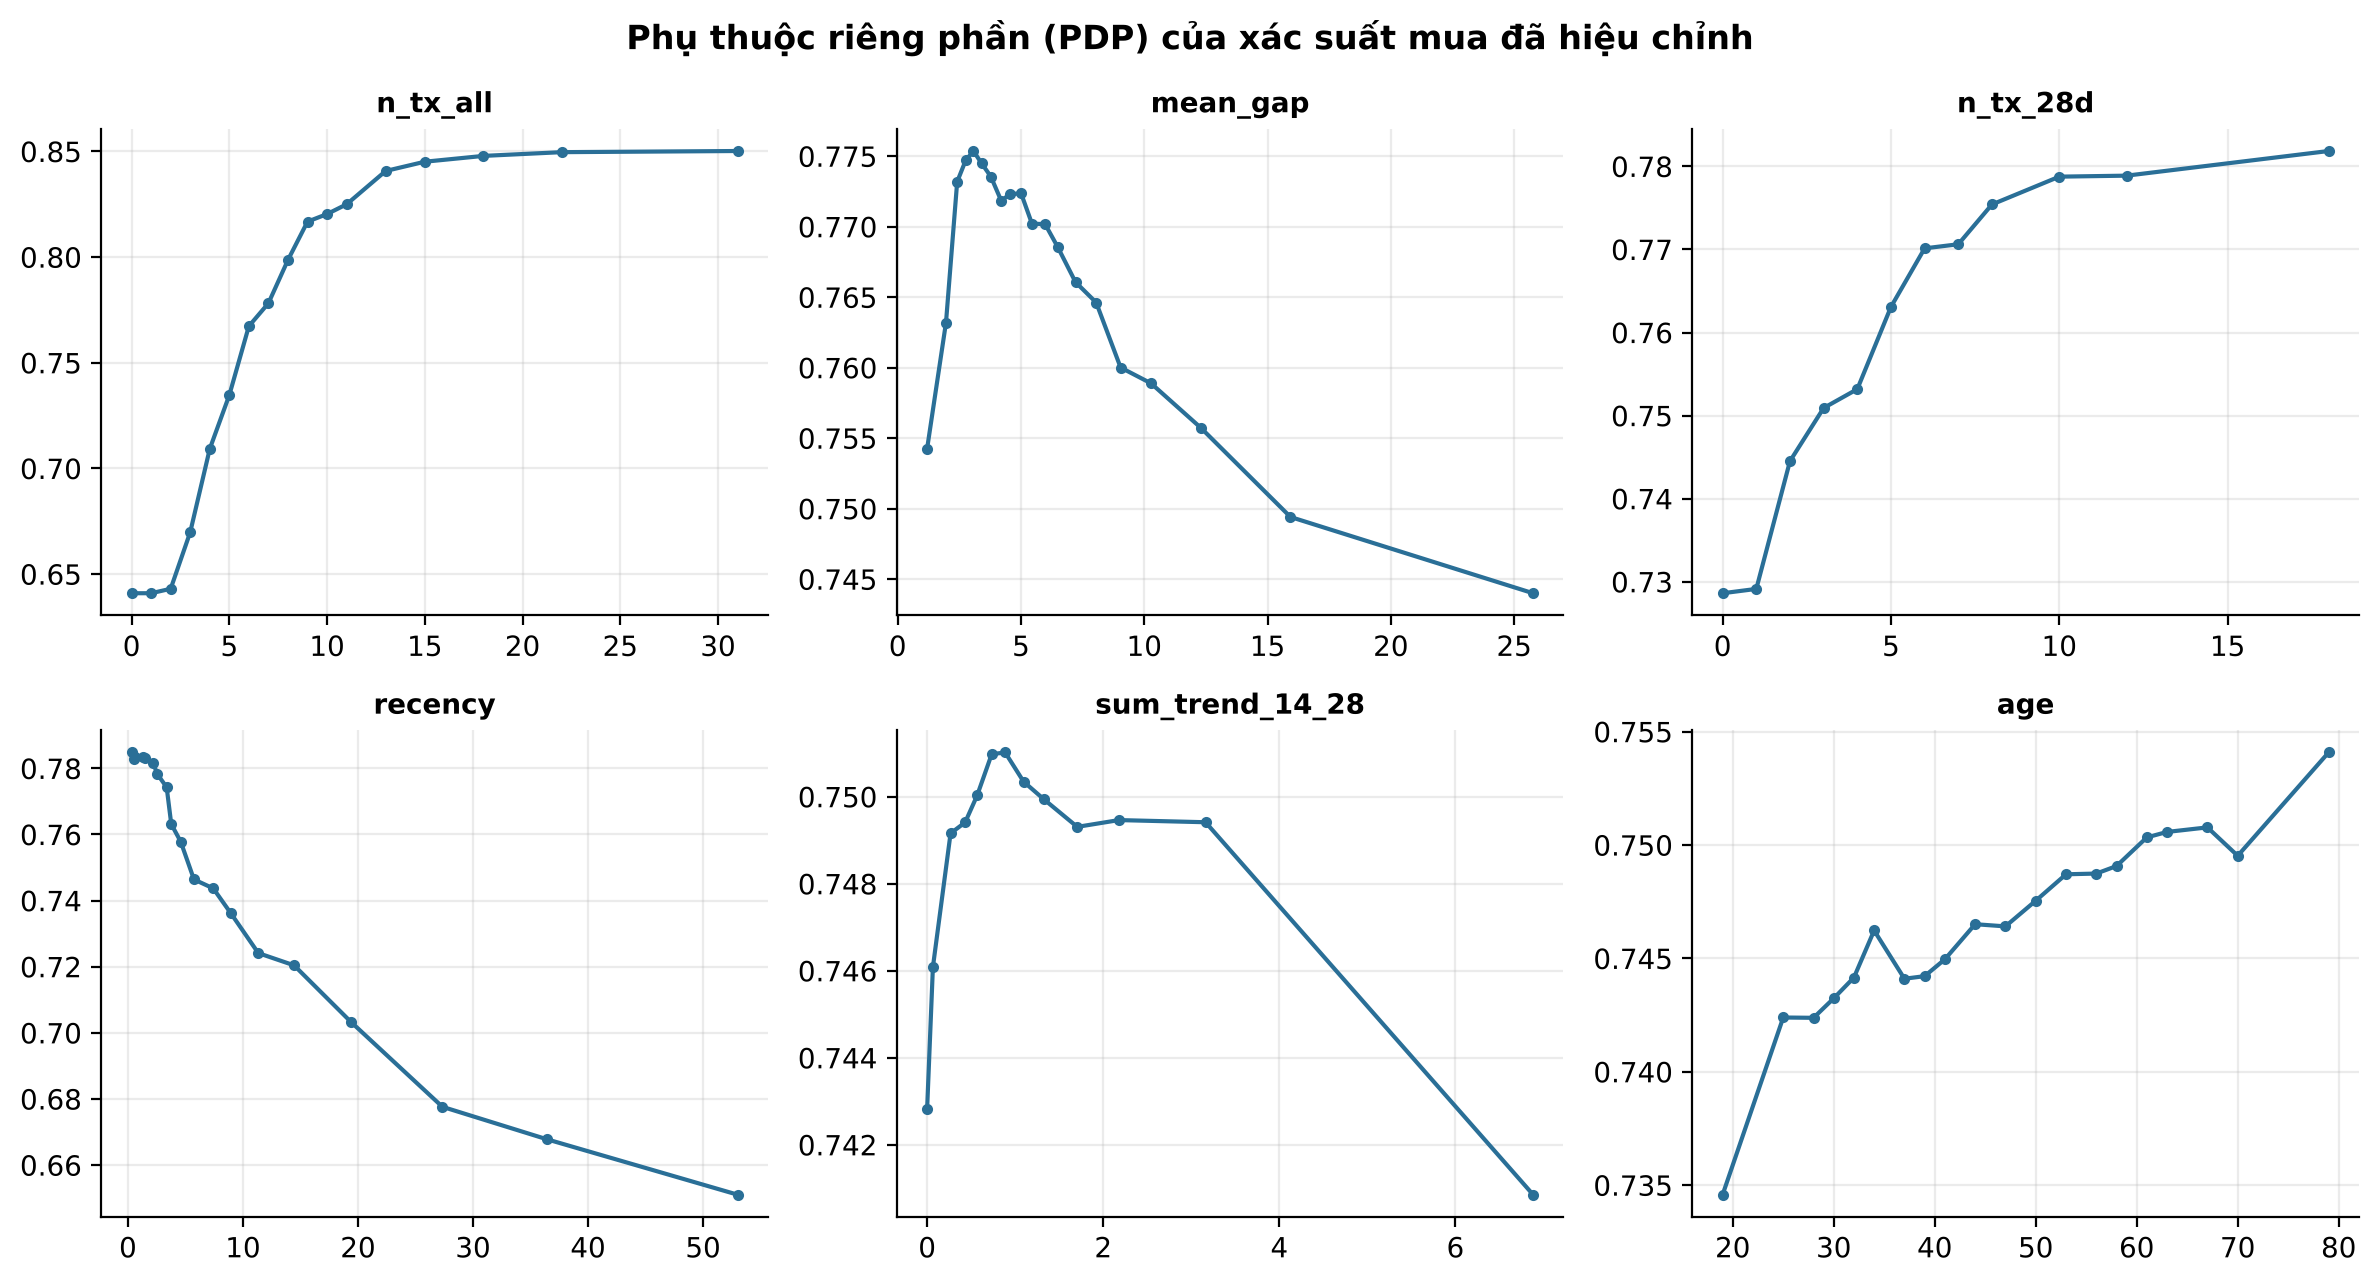 Phụ thuộc riêng phần (PDP) của xác suất mua đã hiệu chỉnh
n_tx_all
0.85
0.80
0.75
0.70
0.65
0 5 10 15 20 25 30
mean_gap
0.775
0.770
0.765
0.760
0.755
0.750
0.745
0 5 10 15 20 25
n_tx_28d
0.78
0.77
0.76
0.75
0.74
0.73
0 5 10 15
recency
0.78
0.76
0.74
0.72
0.70
0.68
0.66
0 10 20 30 40 50
sum_trend_14_28
0.750
0.748
0.746
0.744
0.742
0 2 4 6
age
0.755
0.750
0.745
0.740
0.735
20 30 40 50 60 70 80